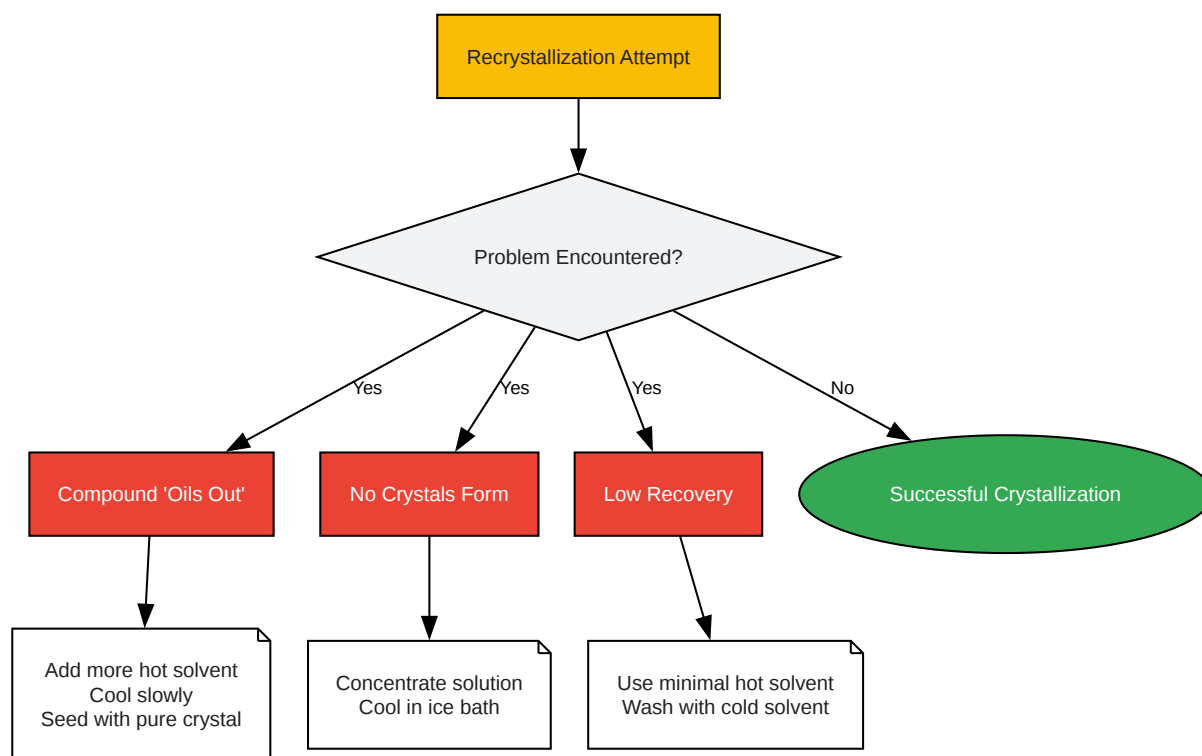 Recrystallization Attempt
Problem Encountered?
Yes
Yes
Yes
No
Compound 'Oils Out'
No Crystals Form
Low Recovery
Successful Crystallization
Add more hot solvent
Cool slowly
Seed with pure crystal
Concentrate solution
Cool in ice bath
Use minimal hot solvent
Wash with cold solvent